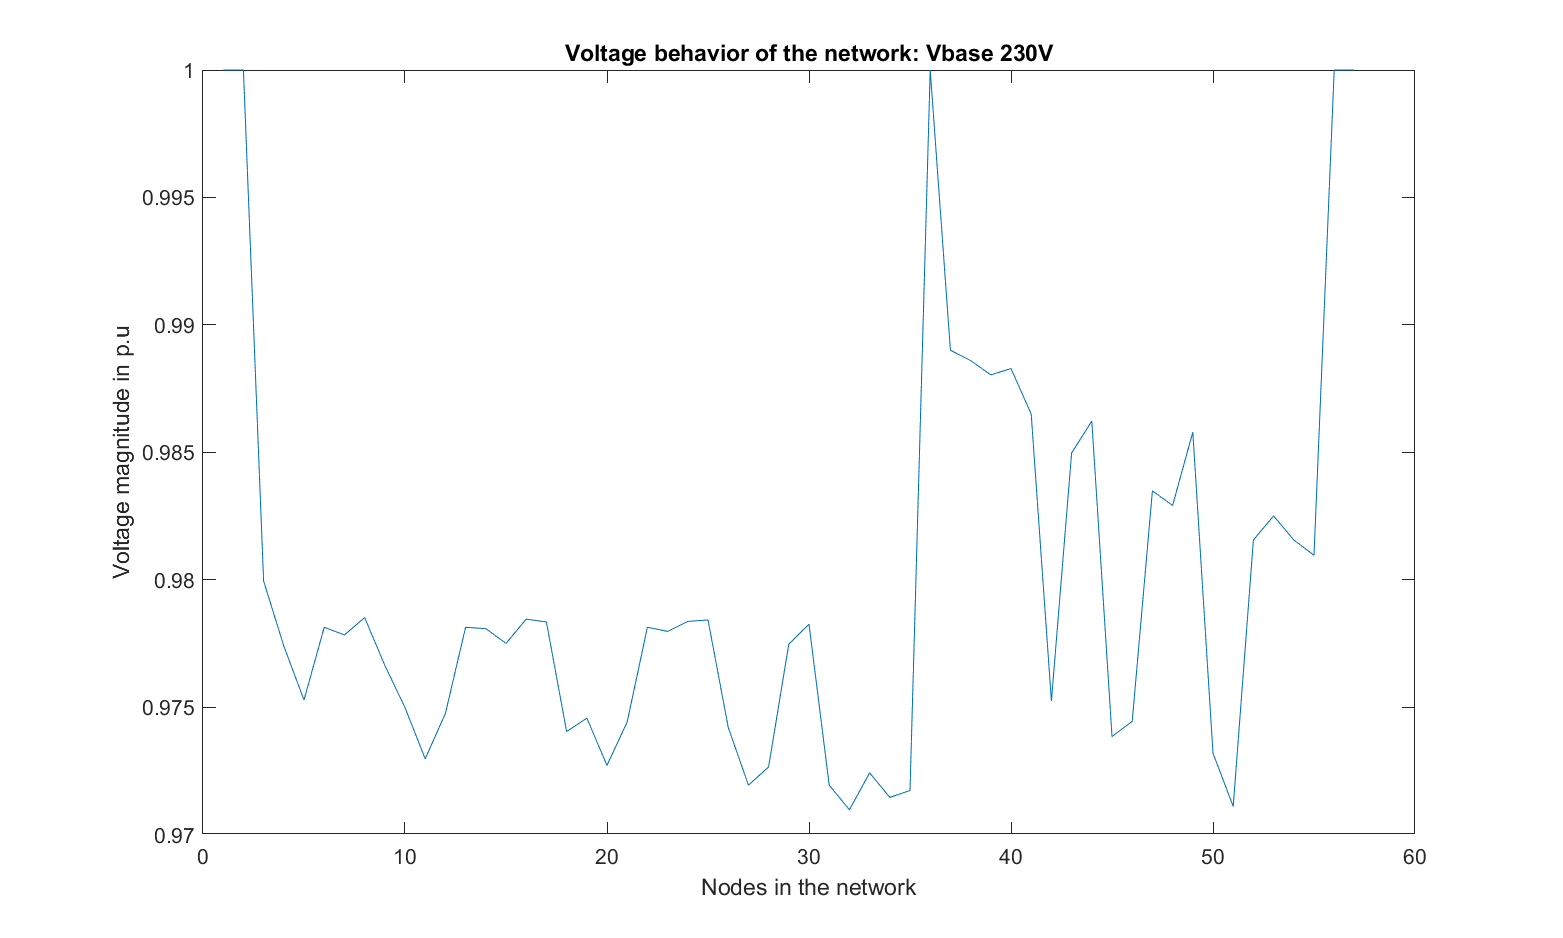 Voltage behavior of the network: Vbase 230V
1
0.995
0.99
0.985
0.98
0.975
0.97
Voltage magnitude in p.u
0 10 20 30 40 50 60
Nodes in the network